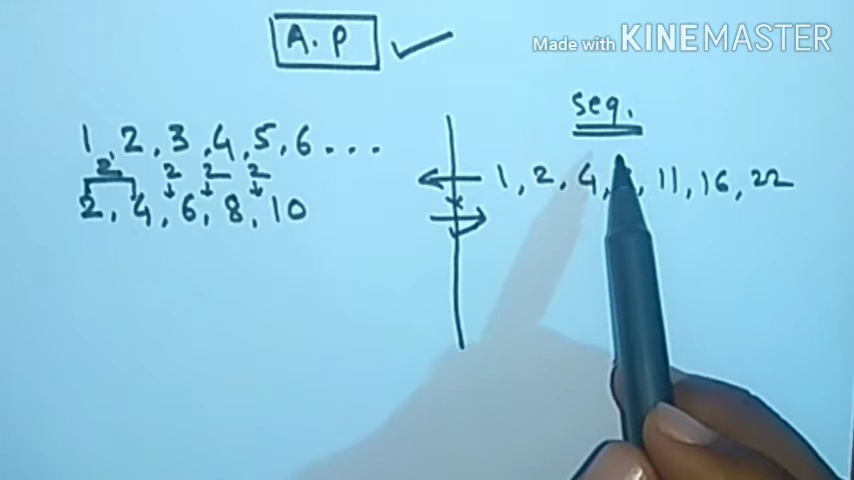 A.P
Made with KINEMASTER
Seq.
1, 2, 3, 4, 5, 6...
2 2 2 2
2, 4, 6, 8, 10
1, 2, 4, , 11, 16, 22